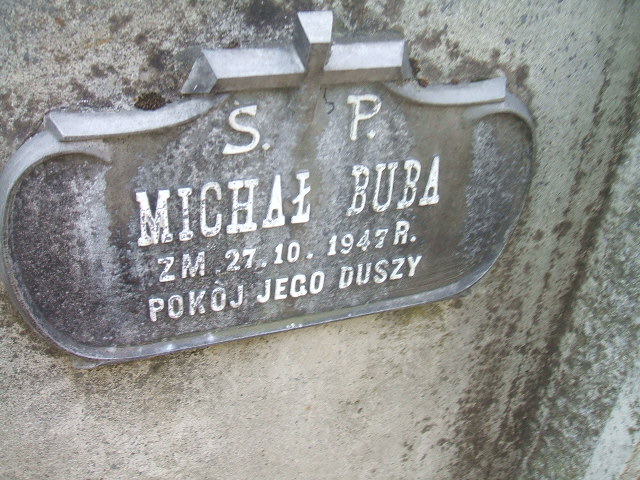 Ś. P.
MICHAŁ BUBA
ZM. 27. 10. 1947 R.
POKÓJ JEGO DUSZY